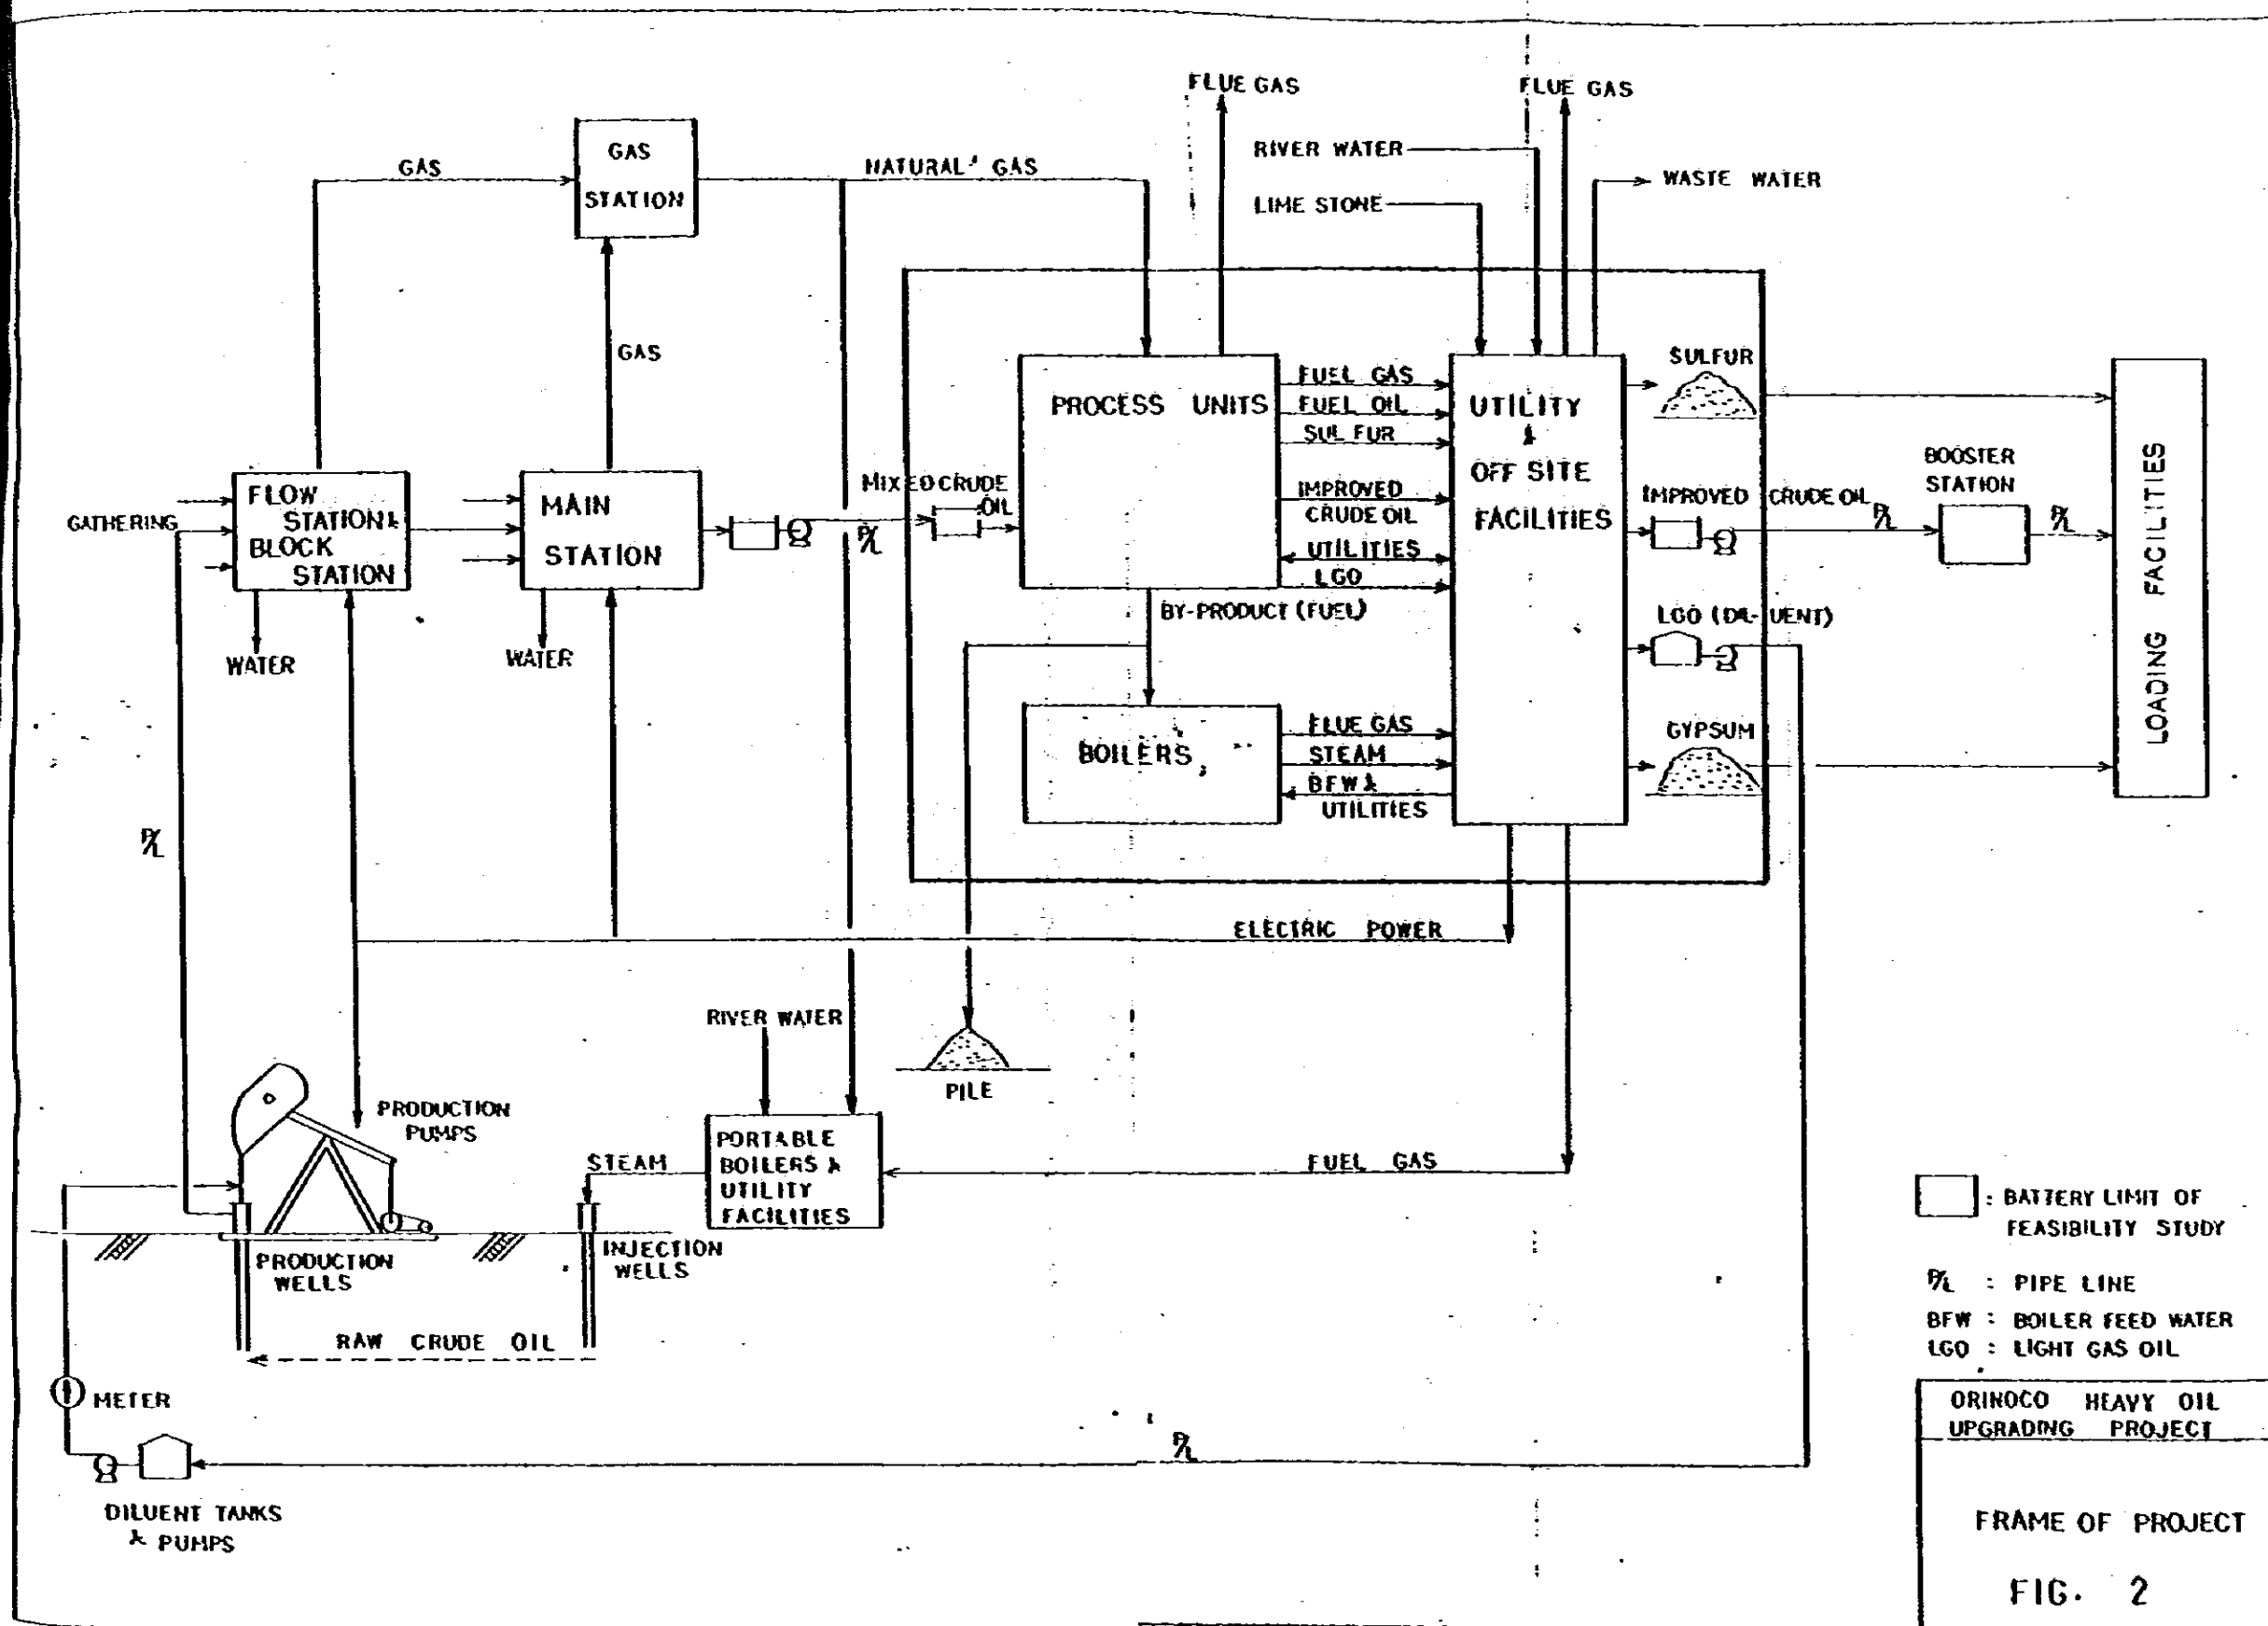 FLUE GAS
FLUE GAS
RIVER WATER
LIME STONE
WASTE WATER
GAS
STATION
GAS
NATURAL GAS
GAS
FLOW
STATION &
BLOCK
STATION
GATHERING
MAIN
STATION
WATER
WATER
MIXED CRUDE
OIL
P/L
PROCESS UNITS
FUEL GAS
FUEL OIL
SULFUR
IMPROVED
CRUDE OIL
UTILITIES
LGO
BY-PRODUCT (FUEL)
UTILITY
&
OFF SITE
FACILITIES
SULFUR
IMPROVED CRUDE OIL
P/L
BOOSTER
STATION
P/L
LOADING FACILITIES
LGO (DILUENT)
GYPSUM
BOILERS
FLUE GAS
STEAM
BFW &
UTILITIES
P/L
ELECTRIC POWER
RIVER WATER
PILE
PRODUCTION
PUMPS
PORTABLE
BOILERS &
UTILITY
FACILITIES
STEAM
FUEL GAS
PRODUCTION
WELLS
INJECTION
WELLS
RAW CRUDE OIL
METER
P/L
DILUENT TANKS
& PUMPS
: BATTERY LIMIT OF
FEASIBILITY STUDY
P/L : PIPE LINE
BFW : BOILER FEED WATER
LGO : LIGHT GAS OIL
ORINOCO HEAVY OIL
UPGRADING PROJECT
FRAME OF PROJECT
FIG. 2